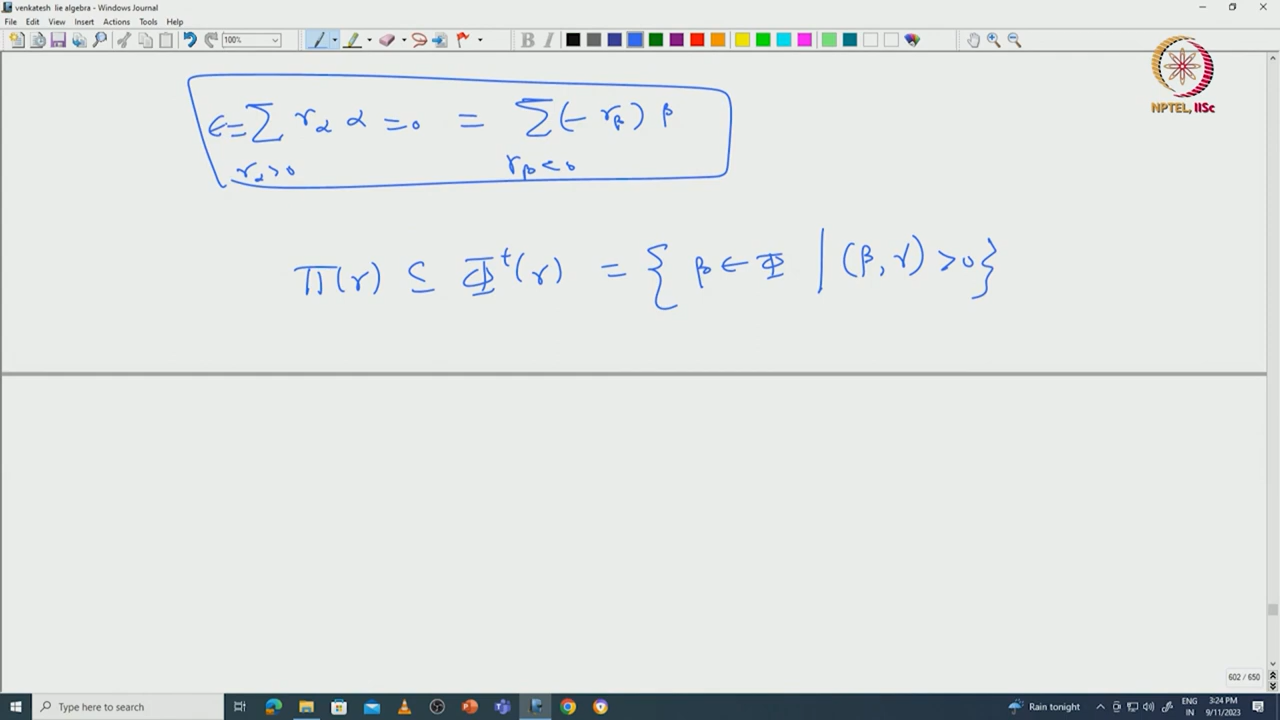 venkatesh lie algebra - Windows Journal
File Edit View Insert Actions Tools Help
100%
B I
NPTEL, IISc
ε = ∑ r_α α = 0 = ∑ (- r_β) β
r_α > 0 r_β < 0
Π(γ) ⊆ Φ⁺(γ) = { β ∈ Φ | (β, γ) > 0 }
602 / 650
Type here to search
Rain tonight
ENG
IN
3:24 PM
9/11/2023